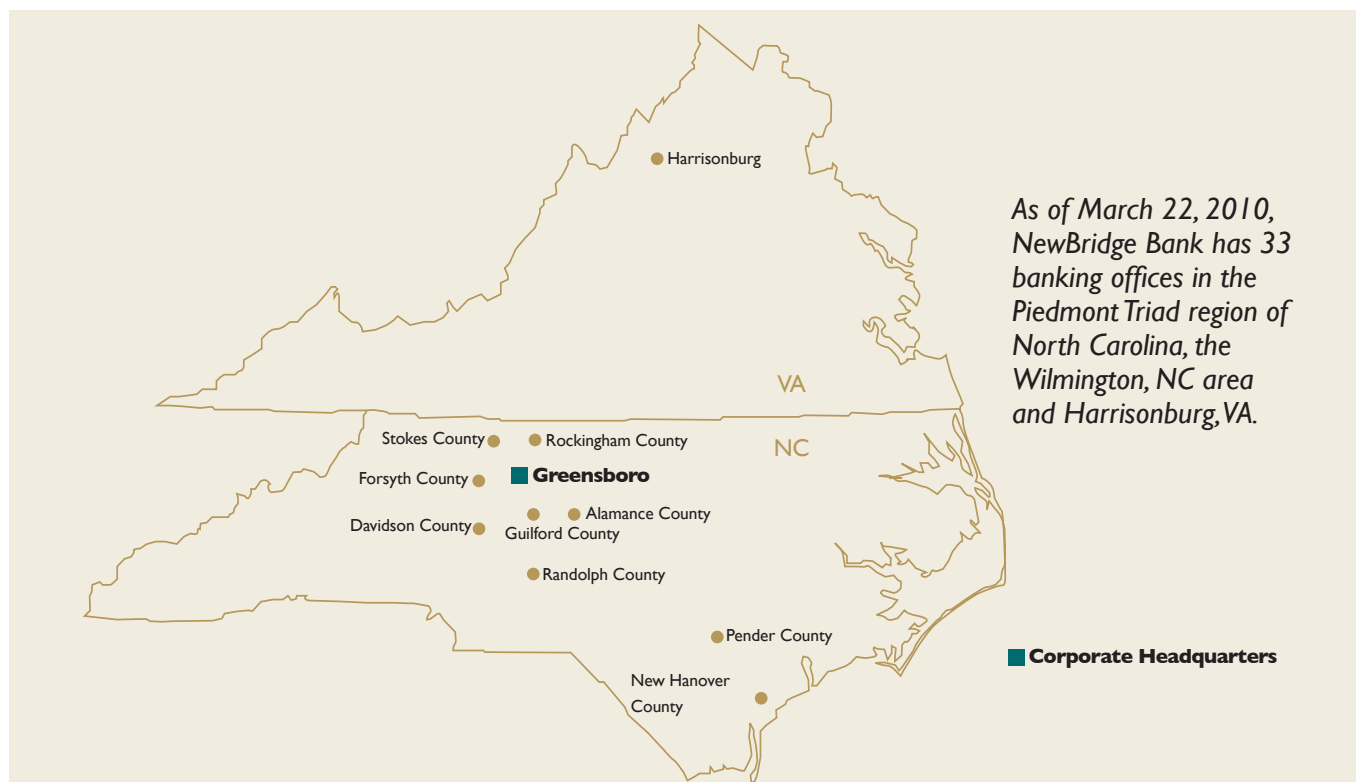 Harrisonburg
As of March 22, 2010,
NewBridge Bank has 33
banking offices in the
Piedmont Triad region of
North Carolina, the
Wilmington, NC area
and Harrisonburg, VA.
VA
NC
Stokes County
Rockingham County
Forsyth County
Greensboro
Davidson County
Alamance County
Guilford County
Randolph County
Pender County
New Hanover
County
Corporate Headquarters